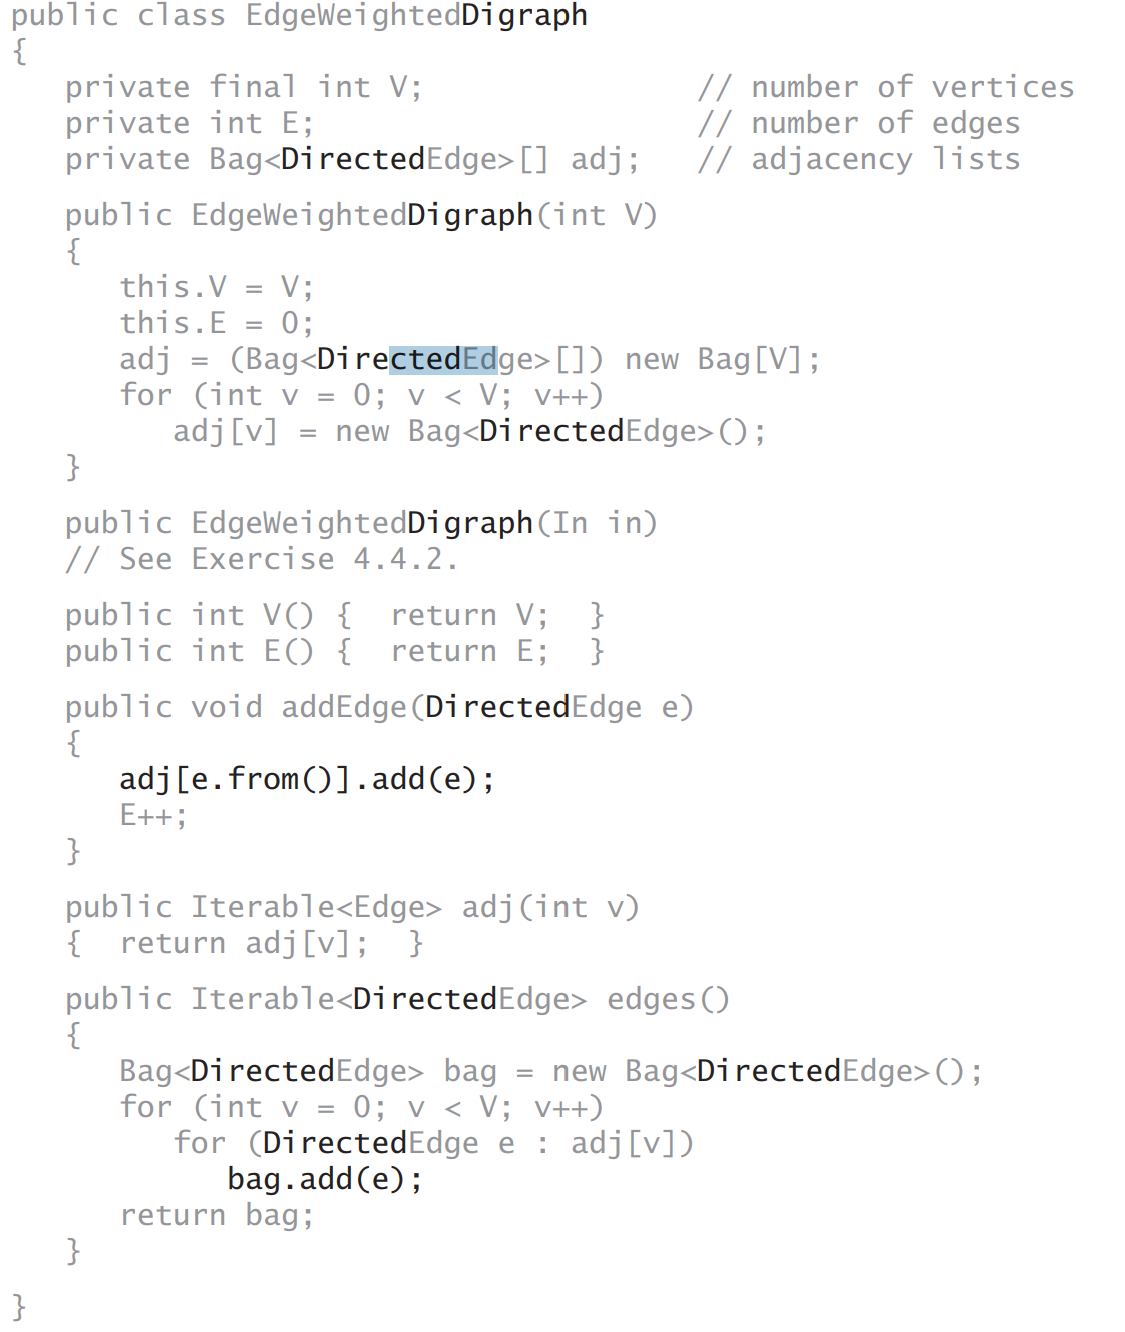 public class EdgeWeightedDigraph
{
   private final int V;               // number of vertices
   private int E;                     // number of edges
   private Bag<DirectedEdge>[] adj;   // adjacency lists
   public EdgeWeightedDigraph(int V)
   {
      this.V = V;
      this.E = 0;
      adj = (Bag<DirectedEdge>[]) new Bag[V];
      for (int v = 0; v < V; v++)
         adj[v] = new Bag<DirectedEdge>();
   }
   public EdgeWeightedDigraph(In in)
   // See Exercise 4.4.2.
   public int V() {  return V;  }
   public int E() {  return E;  }
   public void addEdge(DirectedEdge e)
   {
      adj[e.from()].add(e);
      E++;
   }
   public Iterable<Edge> adj(int v)
   {  return adj[v];  }
   public Iterable<DirectedEdge> edges()
   {
      Bag<DirectedEdge> bag = new Bag<DirectedEdge>();
      for (int v = 0; v < V; v++)
         for (DirectedEdge e : adj[v])
            bag.add(e);
      return bag;
   }
}